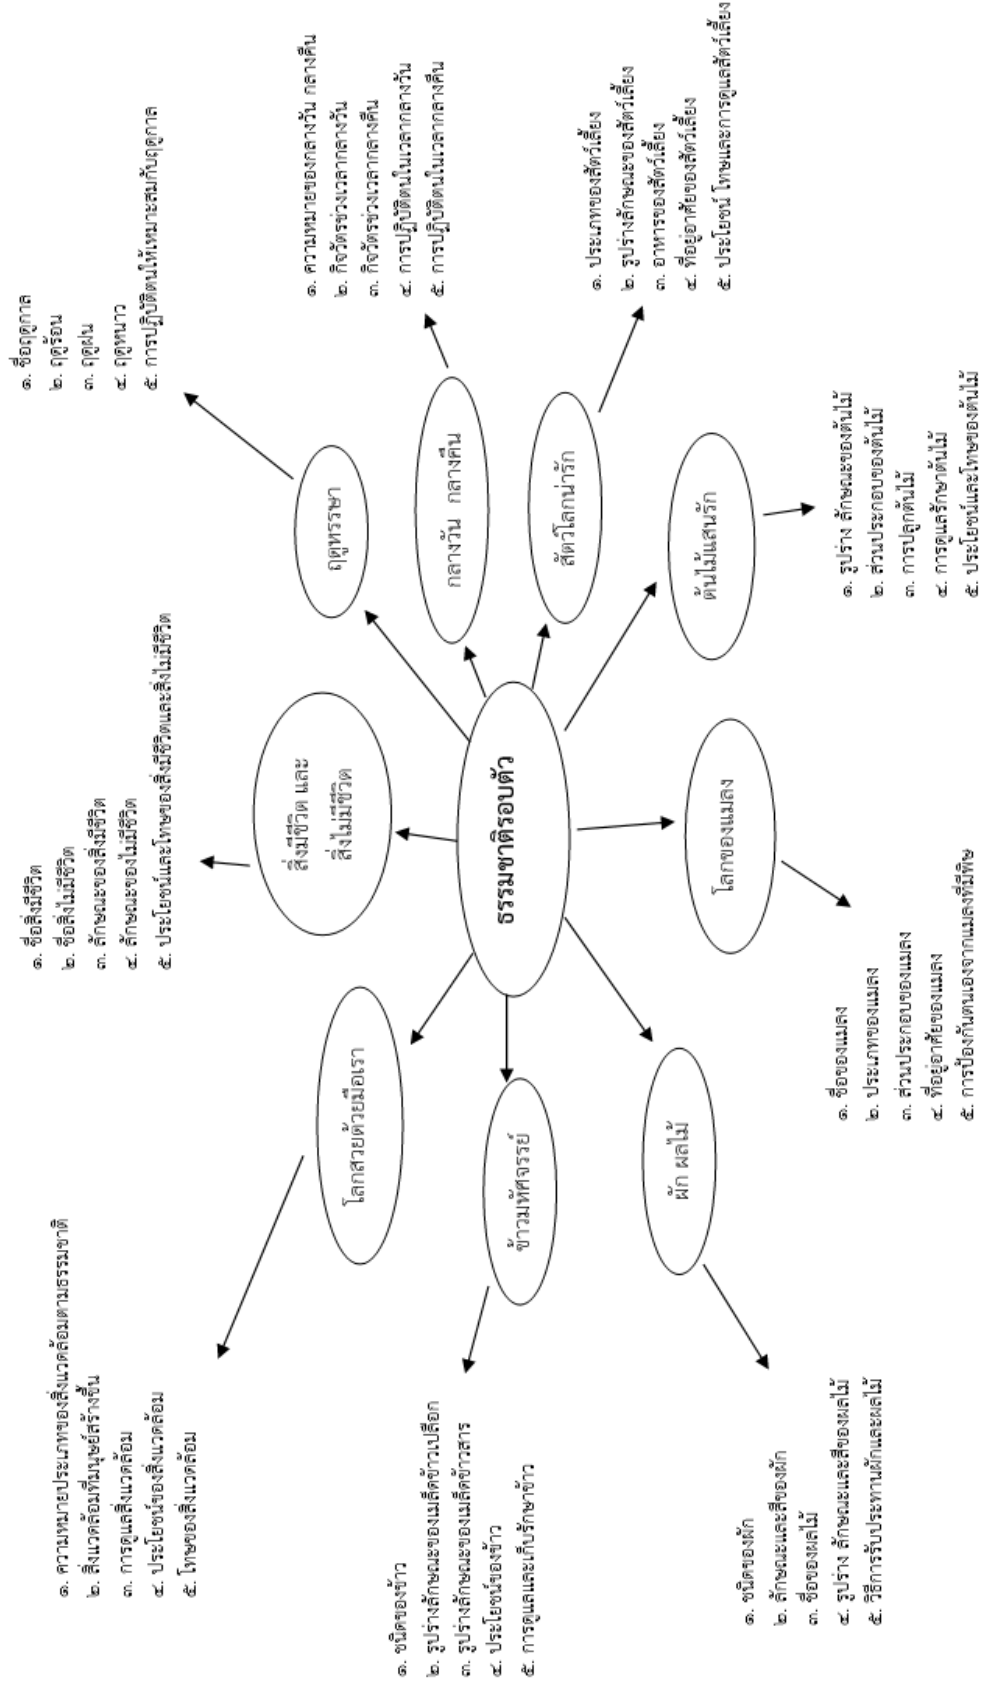 ๑. ความหมายประเภทของสิ่งแวดล้อมตามธรรมชาติ
๒. สิ่งแวดล้อมที่มนุษย์สร้างขึ้น
๓. การดูแลสิ่งแวดล้อม
๔. ประโยชน์ของสิ่งแวดล้อม
๕. โทษของสิ่งแวดล้อม
๑. ชื่อสิ่งมีชีวิต
๒. ชื่อสิ่งไม่มีชีวิต
๓. ลักษณะของสิ่งมีชีวิต
๔. ลักษณะของไม่มีชีวิต
๕. ประโยชน์และโทษของสิ่งมีชีวิตและสิ่งไม่มีชีวิต
๑. ชื่อฤดูกาล
๒. ฤดูร้อน
๓. ฤดูฝน
๔. ฤดูหนาว
๕. การปฏิบัติตนให้เหมาะสมกับฤดูกาล
โลกสวยด้วยมือเรา
สิ่งมีชีวิต และ
สิ่งไม่มีชีวิต
ฤดูหรรษา
๑. ความหมายของกลางวัน กลางคืน
๒. กิจวัตรช่วงเวลากลางวัน
๓. กิจวัตรช่วงเวลากลางคืน
๔. การปฏิบัติตนในเวลากลางวัน
๕. การปฏิบัติตนในเวลากลางคืน
กลางวัน กลางคืน
๑. ชนิดของข้าว
๒. รูปร่างลักษณะของเมล็ดข้าวเปลือก
๓. รูปร่างลักษณะของเมล็ดข้าวสาร
๔. ประโยชน์ของข้าว
๕. การดูแลและเก็บรักษาข้าว
ข้าวมหัศจรรย์
ธรรมชาติรอบตัว
สัตว์โลกน่ารัก
๑. ประเภทของสัตว์เลี้ยง
๒. รูปร่างลักษณะของสัตว์เลี้ยง
๓. อาหารของสัตว์เลี้ยง
๔. ที่อยู่อาศัยของสัตว์เลี้ยง
๕. ประโยชน์ โทษและการดูแลสัตว์เลี้ยง
ผัก ผลไม้
โลกของแมลง
ต้นไม้แสนรัก
๑. ชนิดของผัก
๒. ลักษณะและสีของผัก
๓. ชื่อของผลไม้
๔. รูปร่าง ลักษณะและสีของผลไม้
๕. วิธีการรับประทานผักและผลไม้
๑. ชื่อของแมลง
๒. ประเภทของแมลง
๓. ส่วนประกอบของแมลง
๔. ที่อยู่อาศัยของแมลง
๕. การป้องกันตนเองจากแมลงที่มีพิษ
๑. รูปร่าง ลักษณะของต้นไม้
๒. ส่วนประกอบของต้นไม้
๓. การปลูกต้นไม้
๔. การดูแลรักษาต้นไม้
๕. ประโยชน์และโทษของต้นไม้